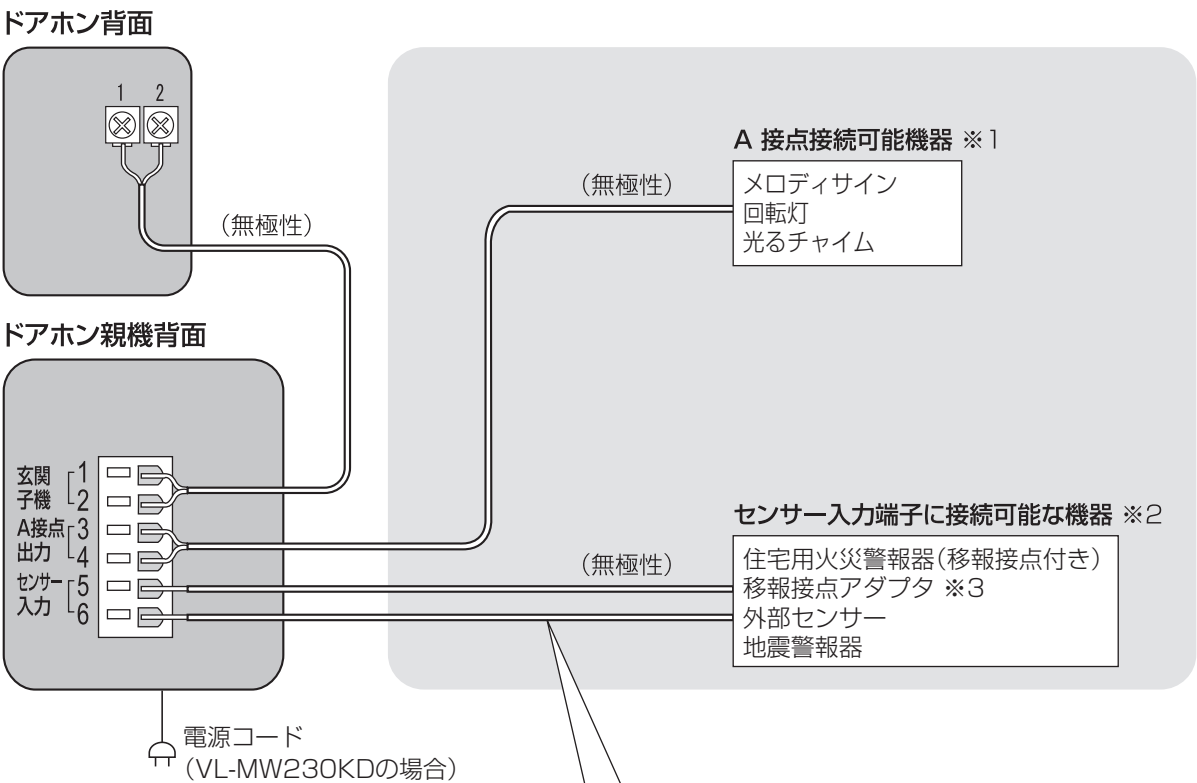 ドアホン背面
1 2
(無極性)
A 接点接続可能機器 ※1
(無極性)
メロディサイン
回転灯
光るチャイム
ドアホン親機背面
玄関 1
子機 2
A接点 3
出力 4
センサー 5
入力 6
センサー入力端子に接続可能な機器 ※2
(無極性)
住宅用火災警報器(移報接点付き)
移報接点アダプタ ※3
外部センサー
地震警報器
電源コード
(VL-MW230KDの場合)